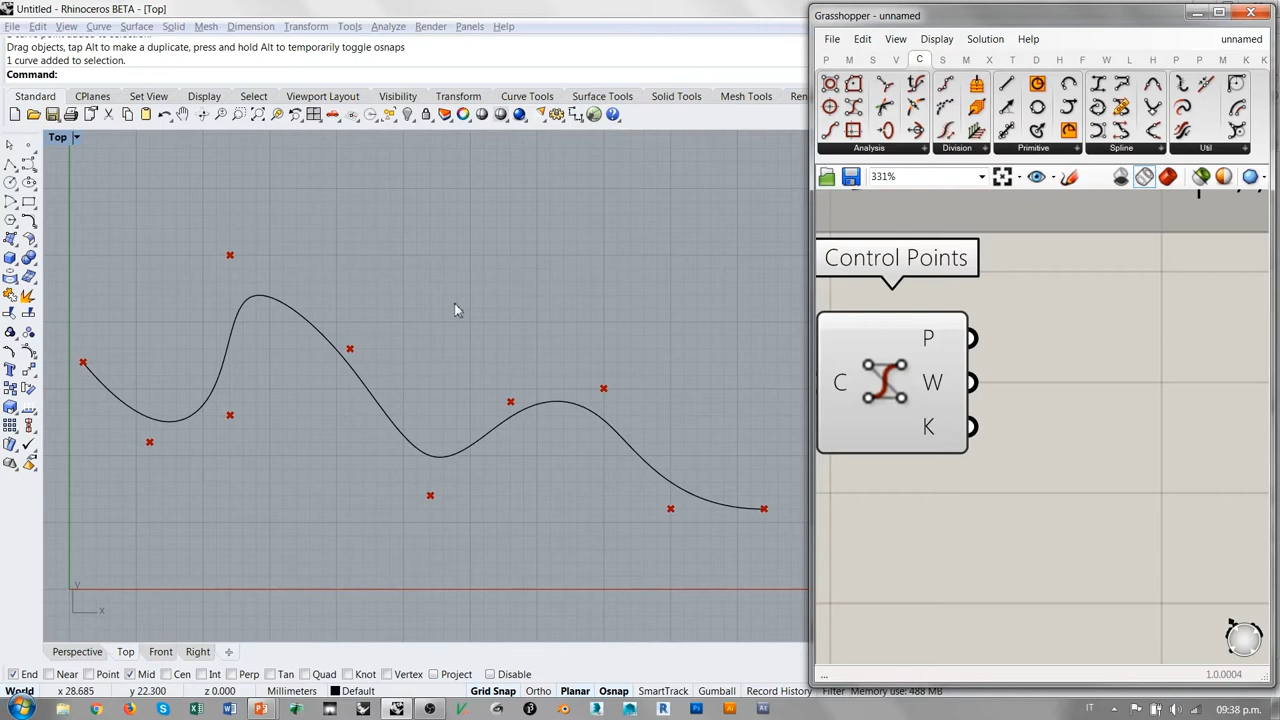 Untitled - Rhinoceros BETA - [Top]
File Edit View Curve Surface Solid Mesh Dimension Transform Tools Analyze Render Panels Help
Drag objects, tap Alt to make a duplicate, press and hold Alt to temporarily toggle osnaps
1 curve added to selection.
Command:
Standard CPlanes Set View Display Select Viewport Layout Visibility Transform Curve Tools Surface Tools Solid Tools Mesh Tools Ren
Top
y
x
Perspective Top Front Right
End Near Point Mid Cen Int Perp Tan Quad Knot Vertex Project Disable
World x 28.685 y 22.300 z 0.000 Millimeters Default Grid Snap Ortho Planar Osnap SmartTrack Gumball Record History Filter Memory use: 488 MB
Grasshopper - unnamed
File Edit View Display Solution Help unnamed
P M S V C S M I T D H F W L H K K
Analysis Division Primitive Spline Util
331%
Control Points
P
C W
K
... 1.0.0004
IT 09:38 p.m.